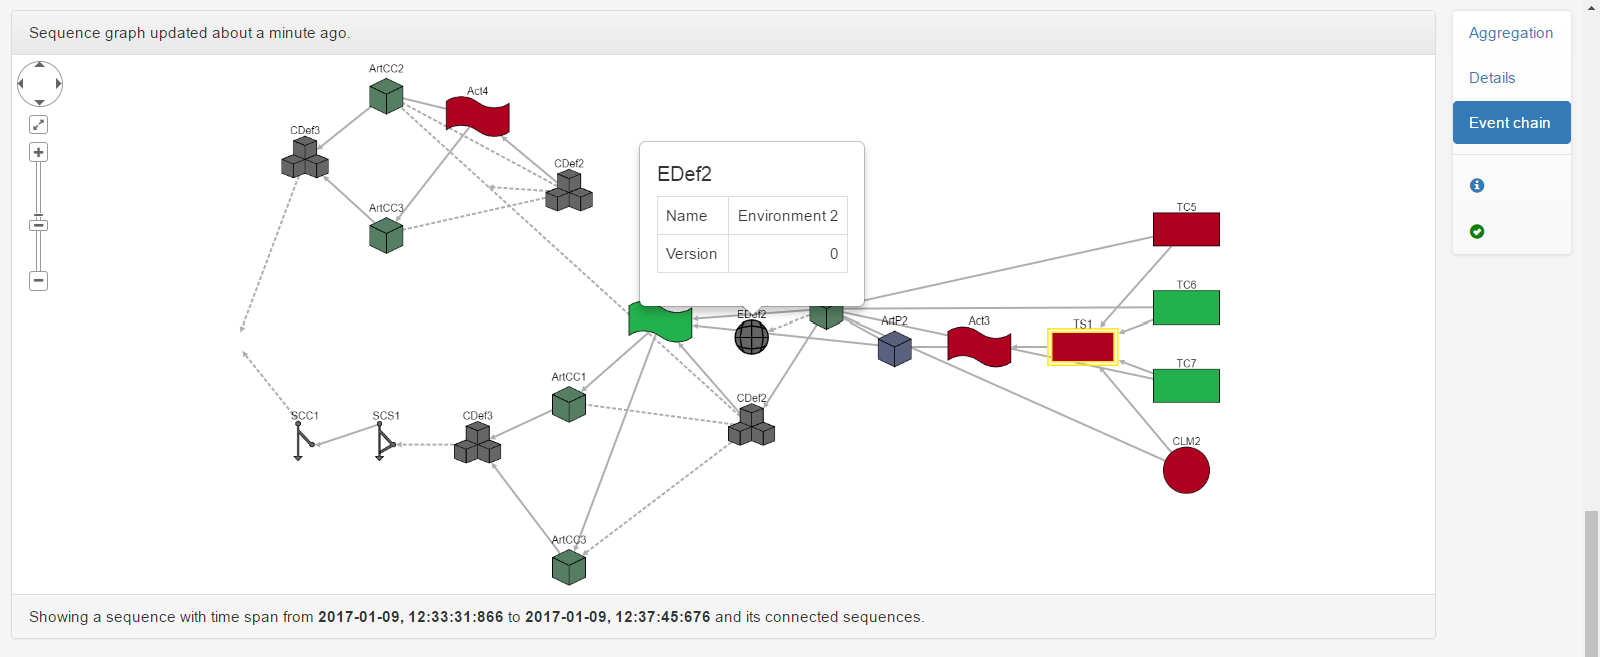 Sequence graph updated about a minute ago.
Aggregation
Details
Event chain
ArtCC2
Act4
CDef3
CDef2
ArtCC3
EDef2
Name Environment 2
Version 0
TC5
TC6
EDef2
ArtP2
Act3
TS1
TC7
ArtCC1
CDef2
SCC1
SCS1
CDef3
CLM2
ArtCC3
Showing a sequence with time span from 2017-01-09, 12:33:31:866 to 2017-01-09, 12:37:45:676 and its connected sequences.